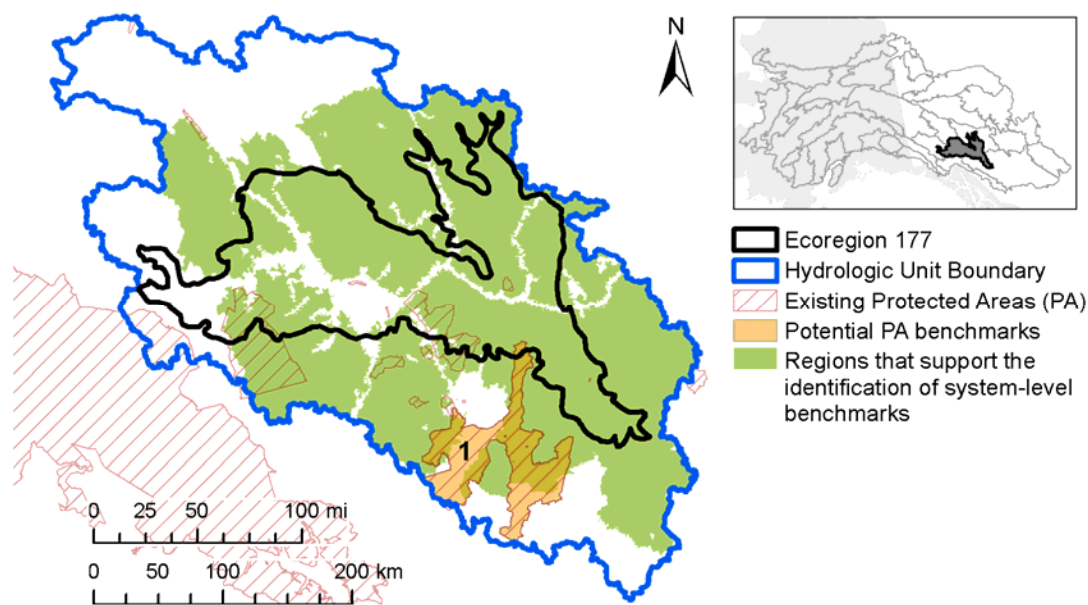 N
Ecoregion 177
Hydrologic Unit Boundary
Existing Protected Areas (PA)
Potential PA benchmarks
Regions that support the
identification of system-level
benchmarks
1
0 25 50 100 mi
0 50 100 200 km